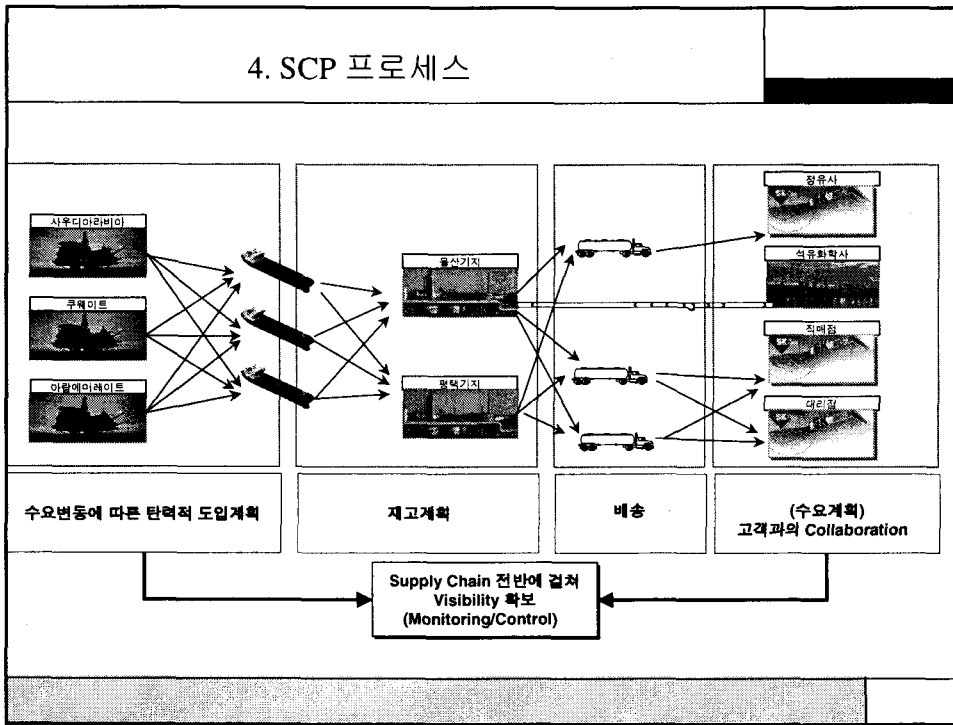 4. SCP 프로세스
사우디아라비아
쿠웨이트
아랍에미레이트
울산기지
평택기지
정유사
석유화학사
직매점
대리점
수요변동에 따른 탄력적 도입계획
재고계획
배송
(수요계획)
고객과의 Collaboration
Supply Chain 전반에 걸쳐
Visibility 확보
(Monitoring/Control)